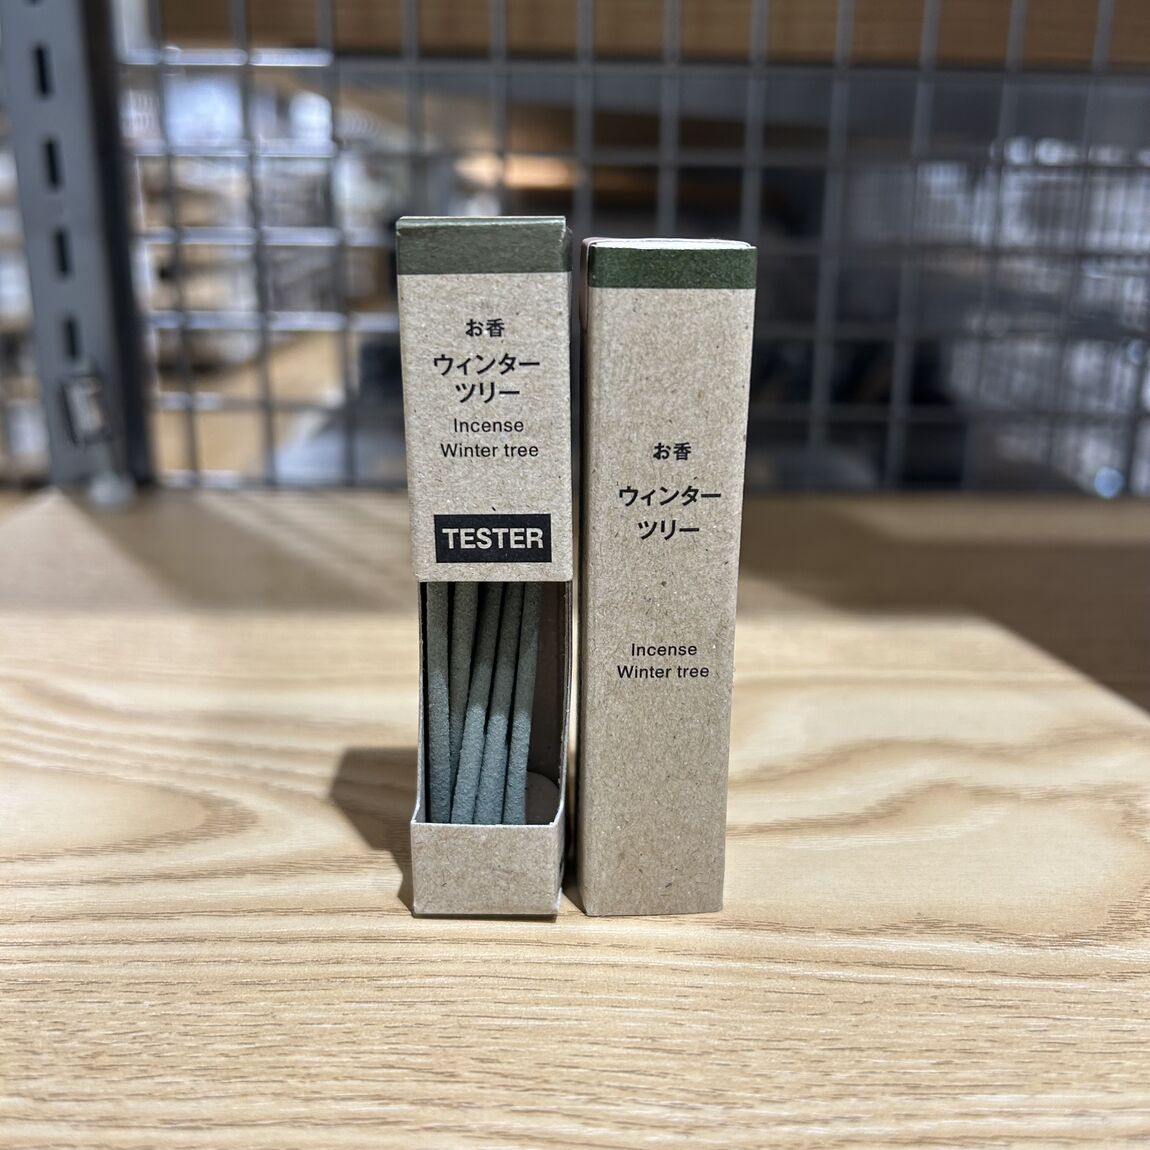 お香
ウィンター
ツリー
Incense
Winter tree
TESTER
お香
ウィンター
ツリー
Incense
Winter tree